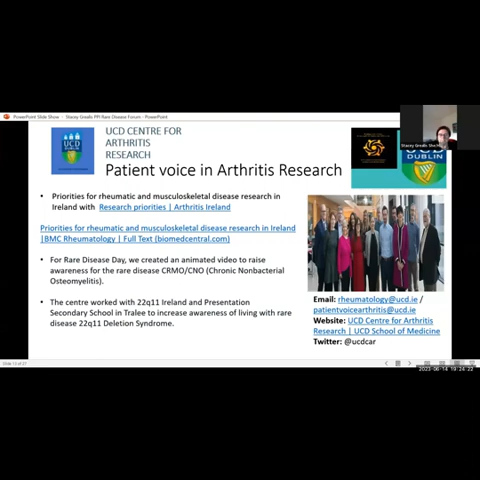 PowerPoint Slide Show - Stacey Grealis PPI Rare Disease Forum - PowerPoint
Stacey Grealis She/Her
UCD
DUBLIN
UCD CENTRE FOR
ARTHRITIS
RESEARCH
UCD
DUBLIN
Patient voice in Arthritis Research
• Priorities for rheumatic and musculoskeletal disease research in
Ireland with Research priorities | Arthritis Ireland
Priorities for rheumatic and musculoskeletal disease research in Ireland
|BMC Rheumatology | Full Text (biomedcentral.com)
• For Rare Disease Day, we created an animated video to raise
awareness for the rare disease CRMO/CNO (Chronic Nonbacterial
Osteomyelitis).
• The centre worked with 22q11 Ireland and Presentation
Secondary School in Tralee to increase awareness of living with rare
disease 22q11 Deletion Syndrome.
Email: rheumatology@ucd.ie /
patientvoicearthritis@ucd.ie
Website: UCD Centre for Arthritis
Research | UCD School of Medicine
Twitter: @ucdcar
2023-06-14 19:24:22